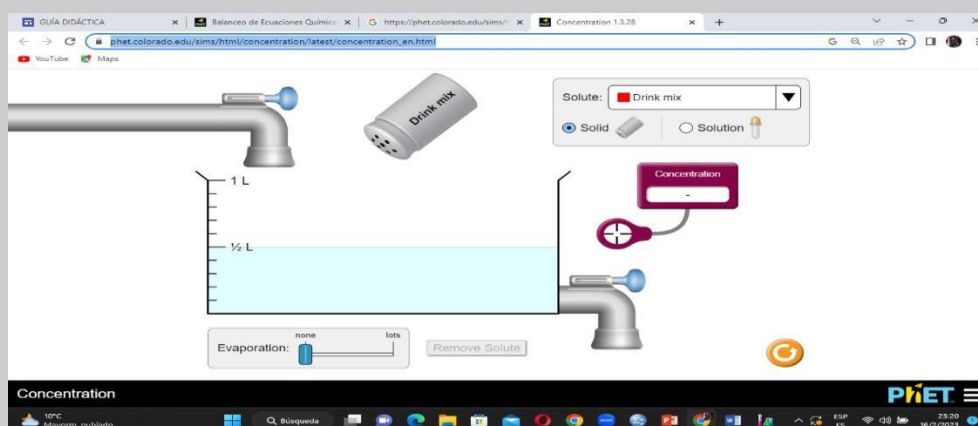 GUÍA DIDÁCTICA
Balanceo de Ecuaciones Químico
https://phet.colorado.edu/sims/
Concentration 1.3.28
phet.colorado.edu/sims/html/concentration/latest/concentration_en.html
YouTube
Maps
Drink mix
Solute:
Drink mix
Solid
Solution
1 L
Concentration
-
½ L
none
lots
Evaporation:
Remove Solute
Concentration
PhET
10°C
Mayorm. nublado
Búsqueda
ESP
ES
23:20
16/2/2023